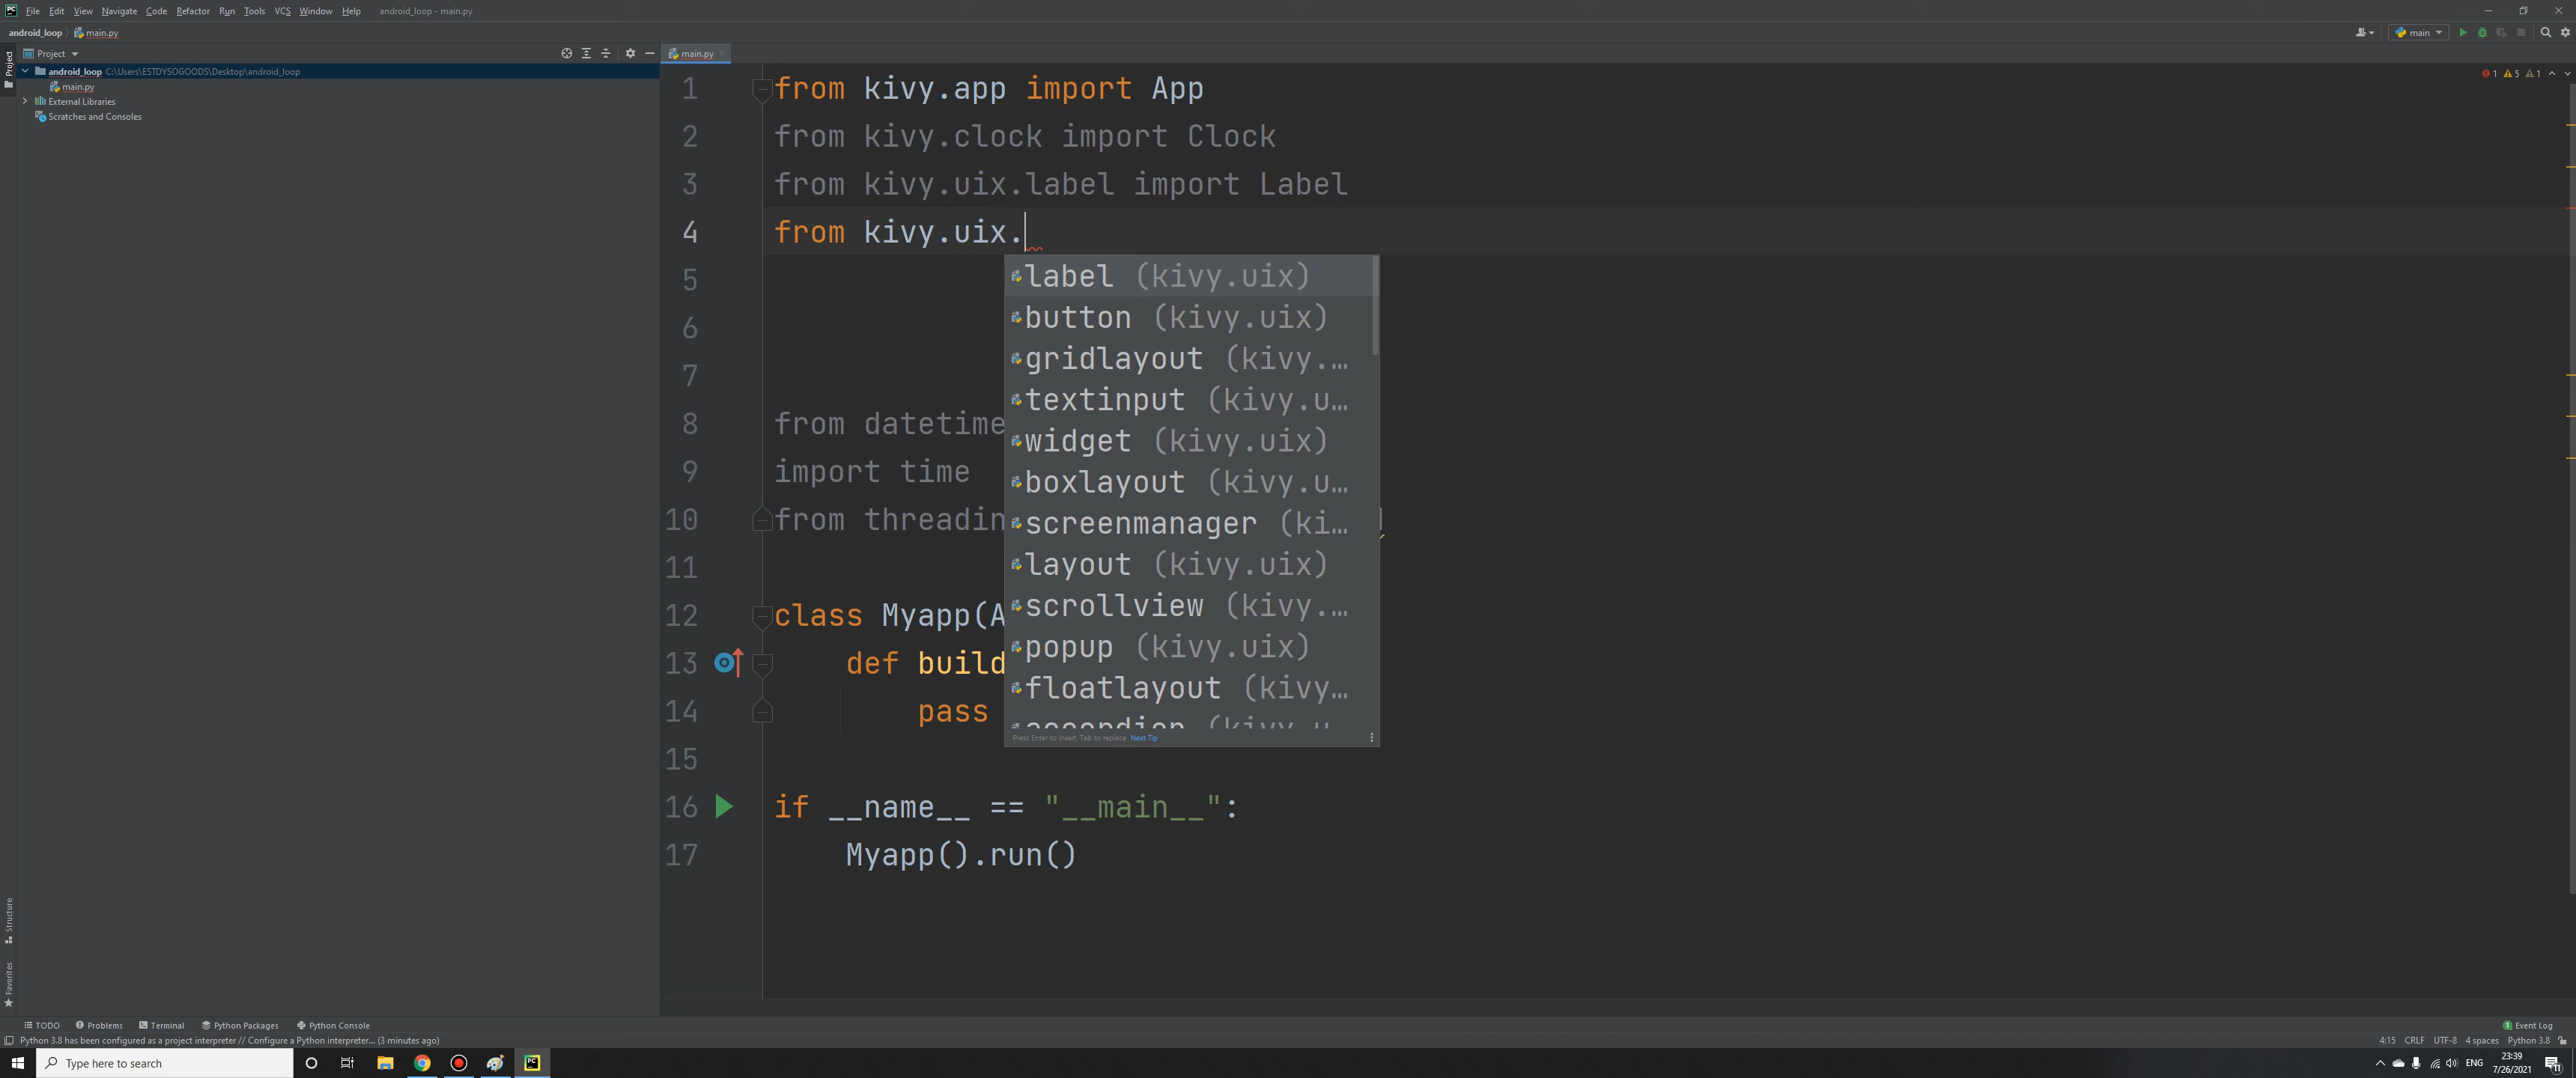 File Edit View Navigate Code Refactor Run Tools VCS Window Help android_loop - main.py
android_loop main.py
main
Project
main.py
android_loop C:\Users\ESTDYSOGOODS\Desktop\android_loop
main.py
External Libraries
Scratches and Consoles
Project
Structure
Favorites
1 5 1
1 from kivy.app import App
2 from kivy.clock import Clock
3 from kivy.uix.label import Label
4 from kivy.uix.
5
6
7
8 from datetime
9 import time
10 from threadin
11
12 class Myapp(A
13 def build
14 pass
15
16 if __name__ == "__main__":
17 Myapp().run()
label (kivy.uix)
button (kivy.uix)
gridlayout (kivy.…
textinput (kivy.u…
widget (kivy.uix)
boxlayout (kivy.u…
screenmanager (ki…
layout (kivy.uix)
scrollview (kivy.…
popup (kivy.uix)
floatlayout (kivy…
Press Enter to insert, Tab to replace Next Tip
TODO Problems Terminal Python Packages Python Console
1 Event Log
Python 3.8 has been configured as a project interpreter // Configure a Python interpreter... (3 minutes ago)
4:15 CRLF UTF-8 4 spaces Python 3.8
Type here to search
ENG
23:39
7/26/2021